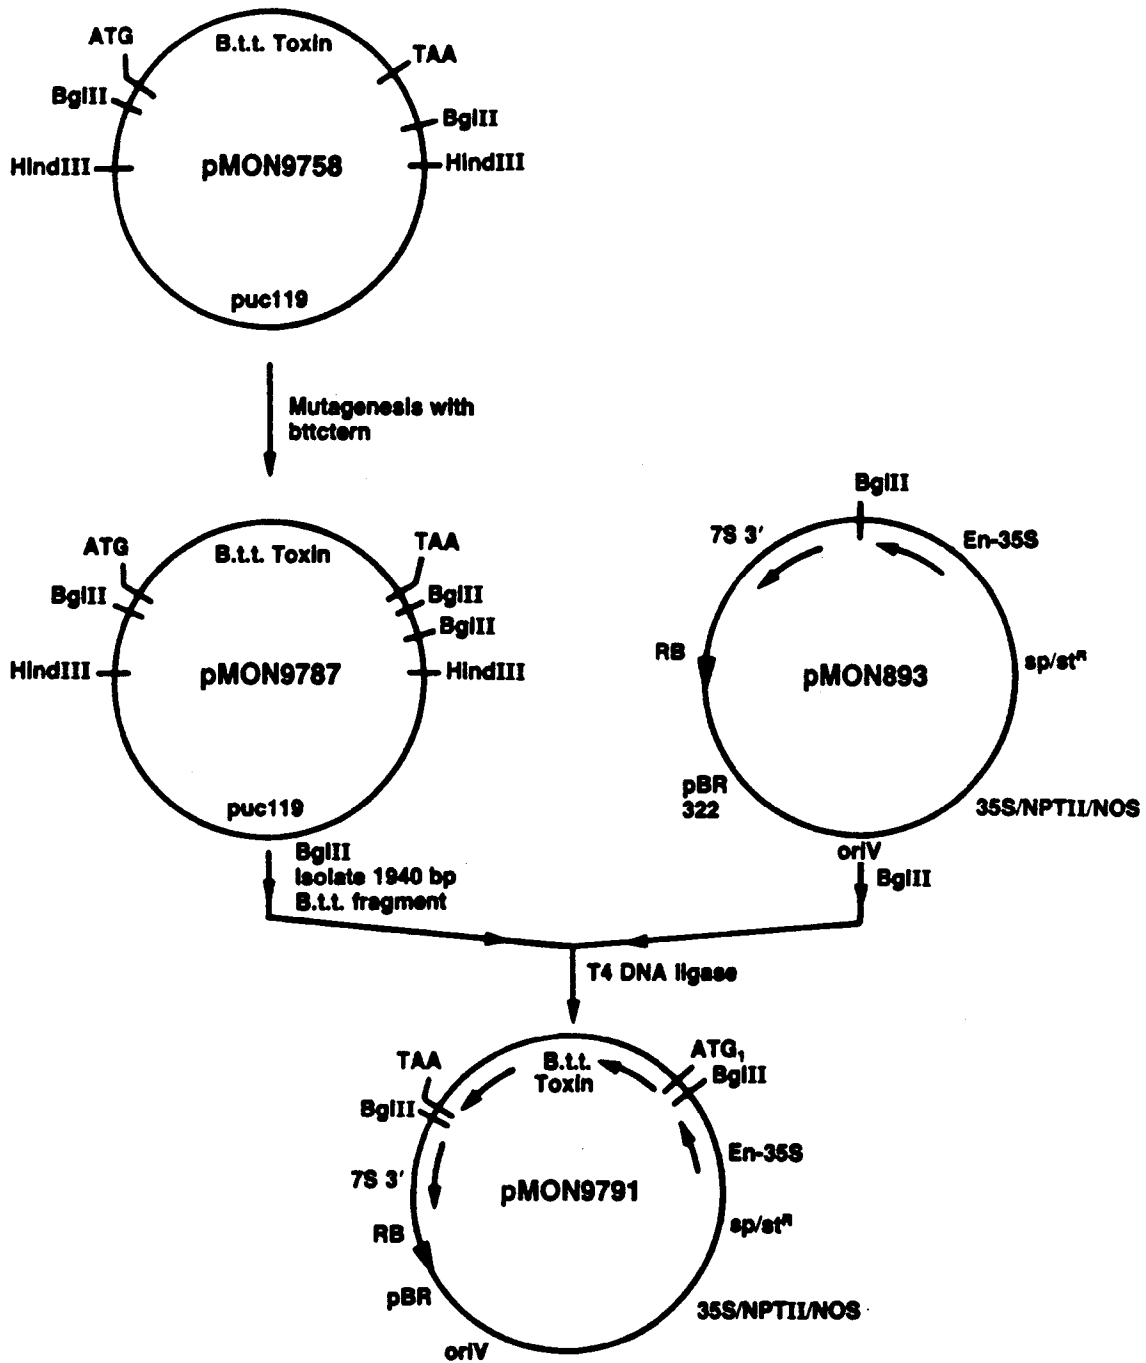 ATG
B.t.t. Toxin
TAA
BglII
BglII
HindIII
pMON9758
HindIII
puc119
Mutagenesis with
bttctern
BglII
ATG
B.t.t. Toxin
TAA
7S 3′
En-35S
BglII
BglII
BglII
HindIII
pMON9787
HindIII
RB
pMON893
sp/stᴿ
pBR
322
puc119
35S/NPTII/NOS
oriV
BglII
Isolate 1940 bp
B.t.t. fragment
BglII
T4 DNA ligase
TAA
B.t.t.
Toxin
ATG₁
BglII
BglII
En-35S
7S 3′
pMON9791
sp/stᴿ
RB
pBR
35S/NPTII/NOS
oriV